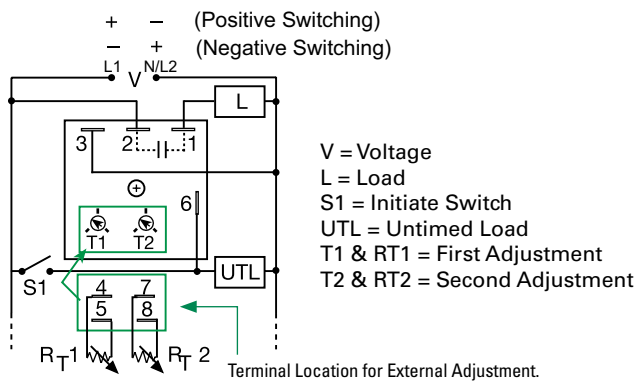 + − (Positive Switching)
− + (Negative Switching)
L1 V N/L2
L
3 2 1
6
T1 T2
S1 UTL
4 7
5 8
RT1 RT 2
V = Voltage
L = Load
S1 = Initiate Switch
UTL = Untimed Load
T1 & RT1 = First Adjustment
T2 & RT2 = Second Adjustment
Terminal Location for External Adjustment.